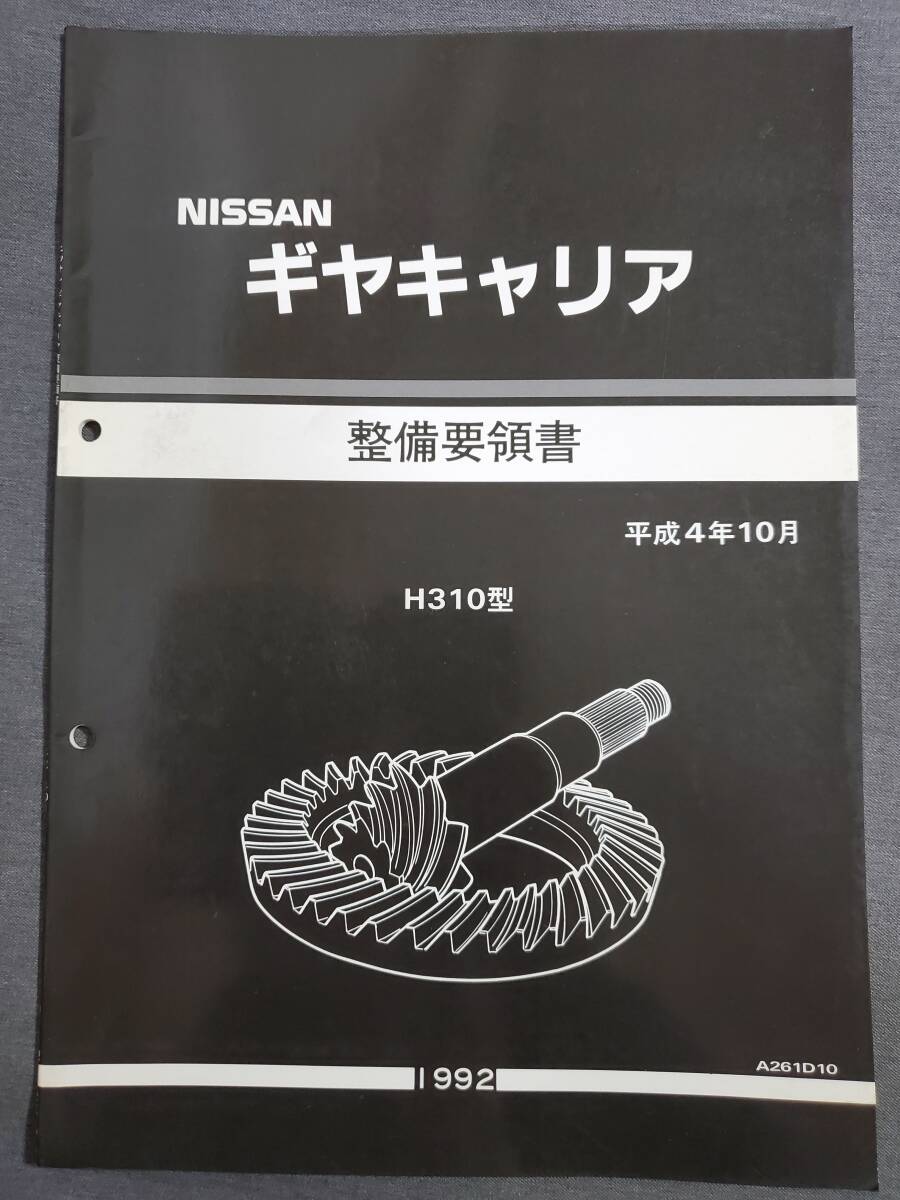 NISSAN
ギヤキャリア
整備要領書
平成4年10月
H310型
A261D10
1992